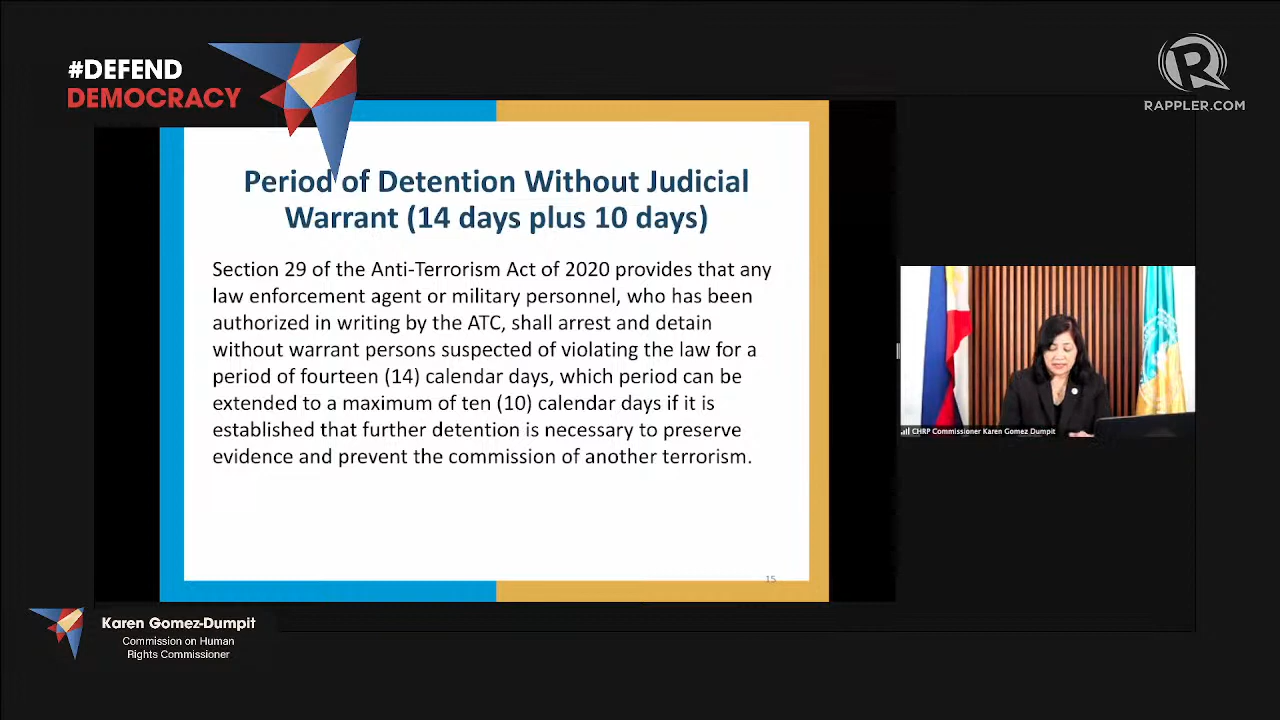 #DEFEND
DEMOCRACY
R
RAPPLER.COM
Period of Detention Without Judicial
Warrant (14 days plus 10 days)
Section 29 of the Anti-Terrorism Act of 2020 provides that any
law enforcement agent or military personnel, who has been
authorized in writing by the ATC, shall arrest and detain
without warrant persons suspected of violating the law for a
period of fourteen (14) calendar days, which period can be
extended to a maximum of ten (10) calendar days if it is
established that further detention is necessary to preserve
evidence and prevent the commission of another terrorism.
15
CHRP Commissioner Karen Gomez Dumpit
Karen Gomez-Dumpit
Commission on Human
Rights Commissioner